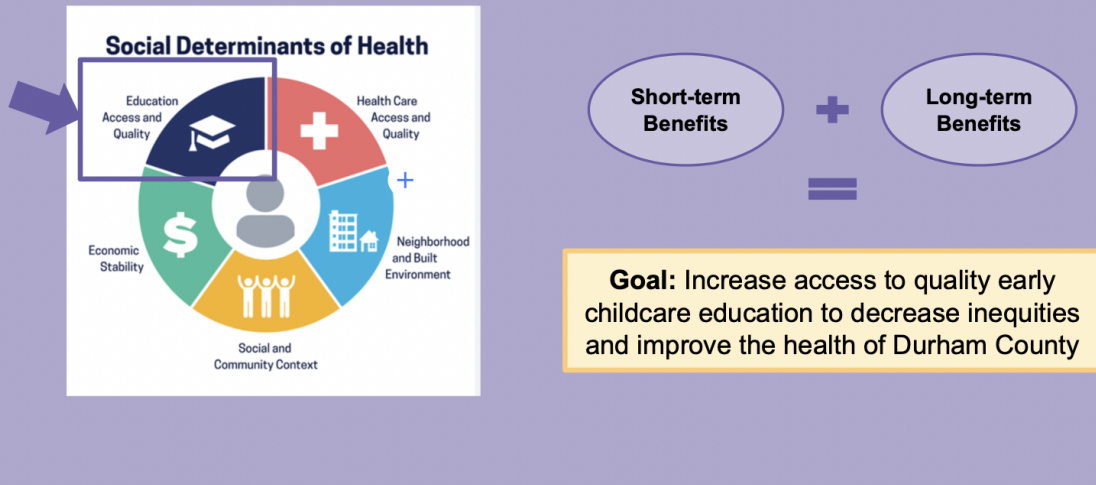 Social Determinants of Health
Education
Access and
Quality
Health Care
Access and
Quality
Economic
Stability
$
Neighborhood
and Built
Environment
Social and
Community Context
Short-term
Benefits
Long-term
Benefits
Goal: Increase access to quality early
childcare education to decrease inequities
and improve the health of Durham County